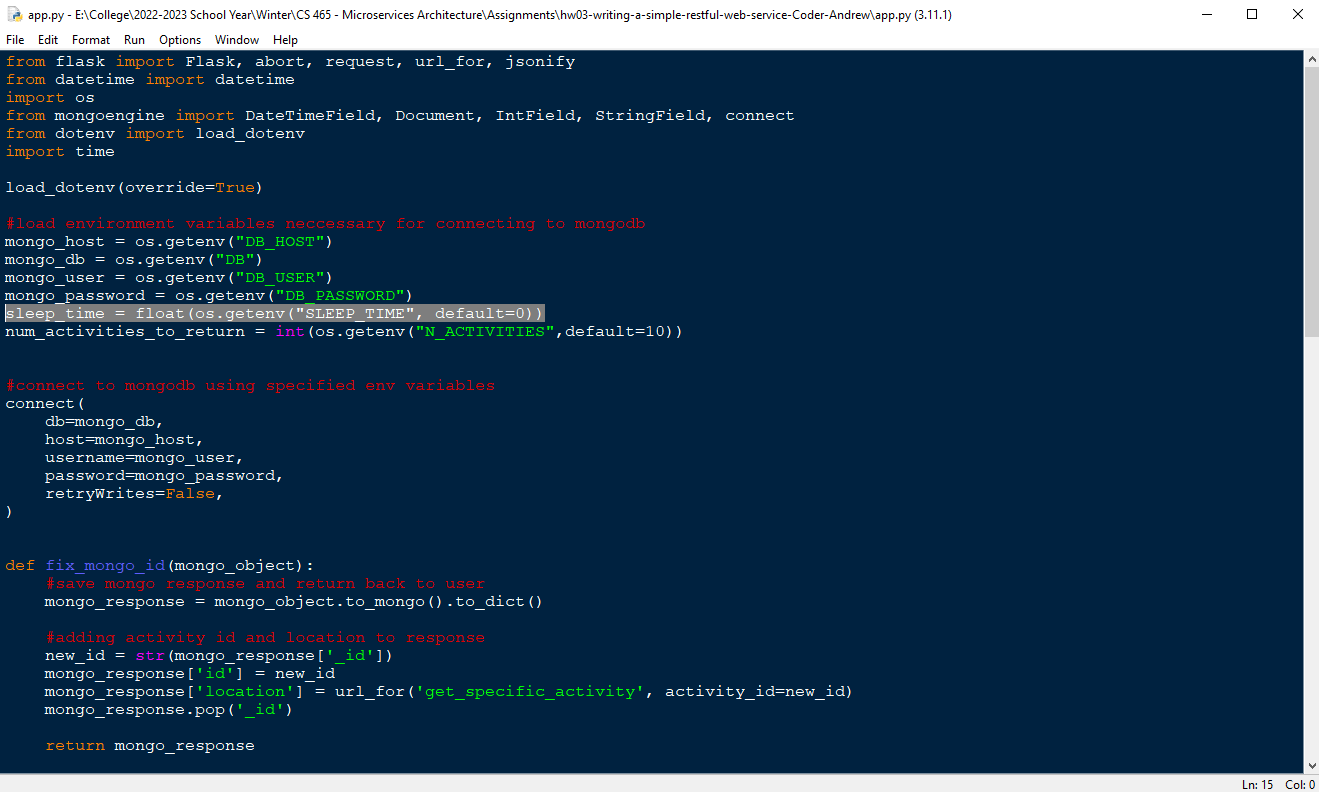 app.py - E:\College\2022-2023 School Year\Winter\CS 465 - Microservices Architecture\Assignments\hw03-writing-a-simple-restful-web-service-Coder-Andrew\app.py (3.11.1)
File Edit Format Run Options Window Help
from flask import Flask, abort, request, url_for, jsonify
from datetime import datetime
import os
from mongoengine import DateTimeField, Document, IntField, StringField, connect
from dotenv import load_dotenv
import time

load_dotenv(override=True)

#load environment variables neccessary for connecting to mongodb
mongo_host = os.getenv("DB_HOST")
mongo_db = os.getenv("DB")
mongo_user = os.getenv("DB_USER")
mongo_password = os.getenv("DB_PASSWORD")
sleep_time = float(os.getenv("SLEEP_TIME", default=0))
num_activities_to_return = int(os.getenv("N_ACTIVITIES",default=10))


#connect to mongodb using specified env variables
connect(
    db=mongo_db,
    host=mongo_host,
    username=mongo_user,
    password=mongo_password,
    retryWrites=False,
)


def fix_mongo_id(mongo_object):
    #save mongo response and return back to user
    mongo_response = mongo_object.to_mongo().to_dict()

    #adding activity id and location to response
    new_id = str(mongo_response['_id'])
    mongo_response['id'] = new_id
    mongo_response['location'] = url_for('get_specific_activity', activity_id=new_id)
    mongo_response.pop('_id')

    return mongo_response
Ln: 15 Col: 0